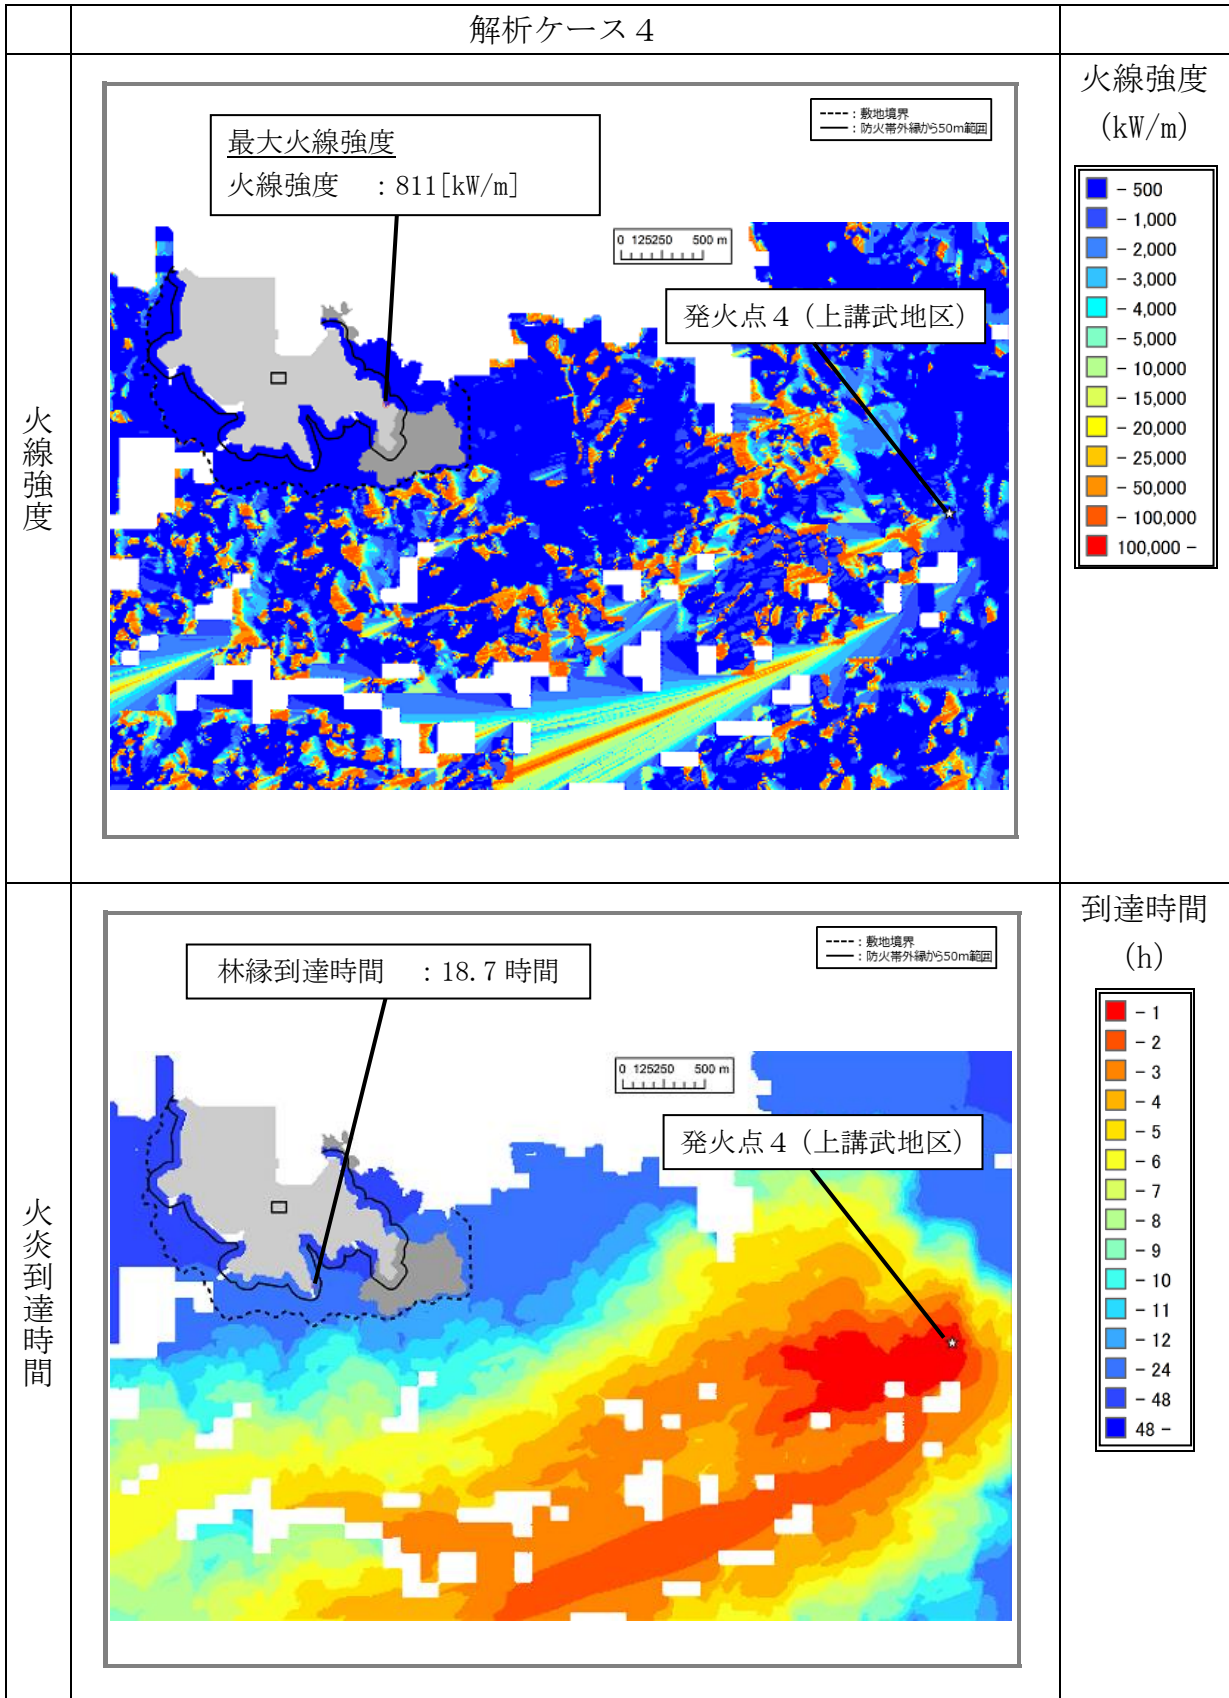 解析ケース4
火線強度
火線強度
(kW/m)
- 500
- 1,000
- 2,000
- 3,000
- 4,000
- 5,000
- 10,000
- 15,000
- 20,000
- 25,000
- 50,000
- 100,000
100,000 -
---- : 敷地境界
— : 防火帯外縁から50m範囲
最大火線強度
火線強度 : 811[kW/m]
0 125250 500 m
発火点4（上講武地区）
火炎到達時間
到達時間
(h)
- 1
- 2
- 3
- 4
- 5
- 6
- 7
- 8
- 9
- 10
- 11
- 12
- 24
- 48
48 -
---- : 敷地境界
— : 防火帯外縁から50m範囲
林縁到達時間 : 18.7時間
0 125250 500 m
発火点4（上講武地区）